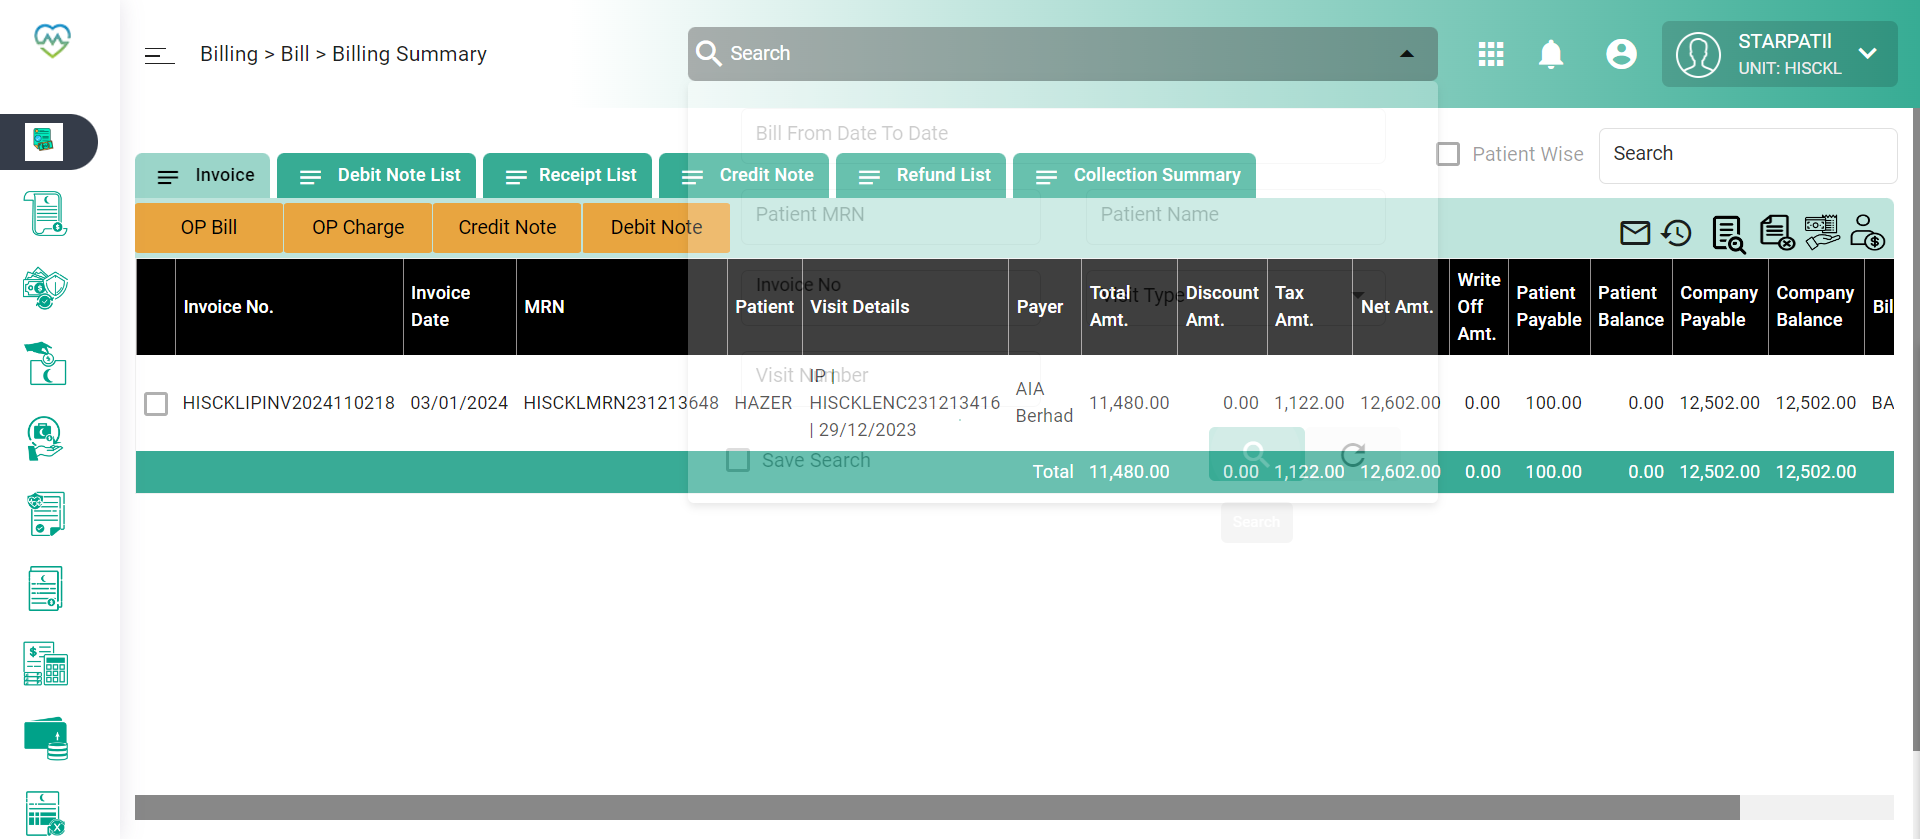 Billing > Bill > Billing Summary
Search
STARPATII
UNIT: HISCKL
Bill From Date To Date
Patient Wise
Search
Invoice
Debit Note List
Receipt List
Credit Note
Refund List
Collection Summary
Patient MRN
Patient Name
OP Bill
OP Charge
Credit Note
Debit Note
Invoice No
Visit Type
Invoice No.
Invoice Date
MRN
Patient
Visit Details
Payer
Total Amt.
Discount Amt.
Tax Amt.
Net Amt.
Write Off Amt.
Patient Payable
Patient Balance
Company Payable
Company Balance
Bil
Visit Number
HISCKLIPINV2024110218
03/01/2024
HISCKLMRN231213648
HAZER
IP |
HISCKLENC231213416
| 29/12/2023
AIA Berhad
11,480.00
0.00
1,122.00
12,602.00
0.00
100.00
0.00
12,502.00
12,502.00
BA
Save Search
Total
11,480.00
0.00
1,122.00
12,602.00
0.00
100.00
0.00
12,502.00
12,502.00
Search